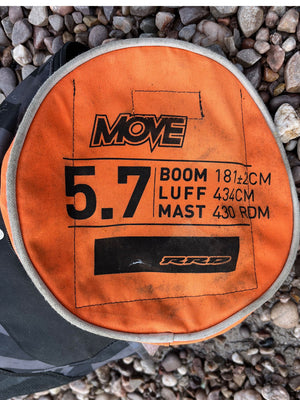 MOVE
5.7
BOOM 181±2CM
LUFF 434CM
MAST 430 RDM
RRD